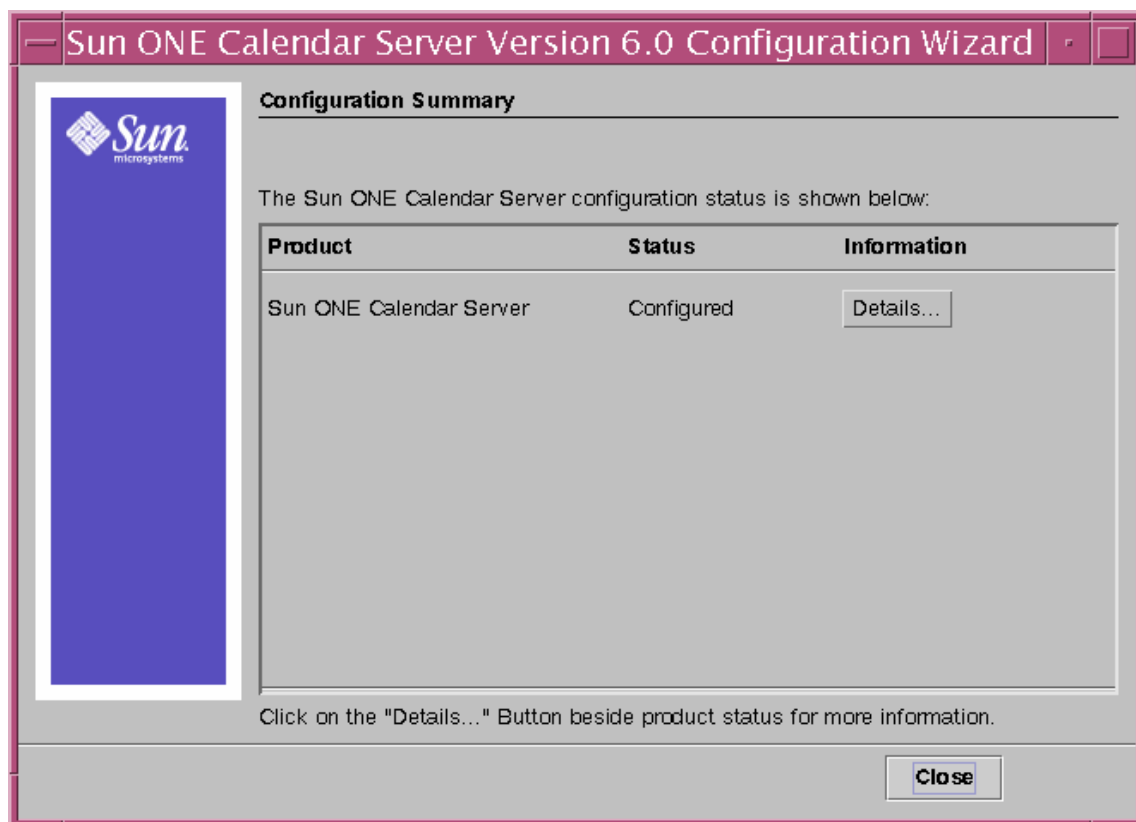 Sun ONE Calendar Server Version 6.0 Configuration Wizard
Sun
microsystems
Configuration Summary
The Sun ONE Calendar Server configuration status is shown below:
Product Status Information
Sun ONE Calendar Server Configured Details...
Click on the "Details..." Button beside product status for more information.
Close